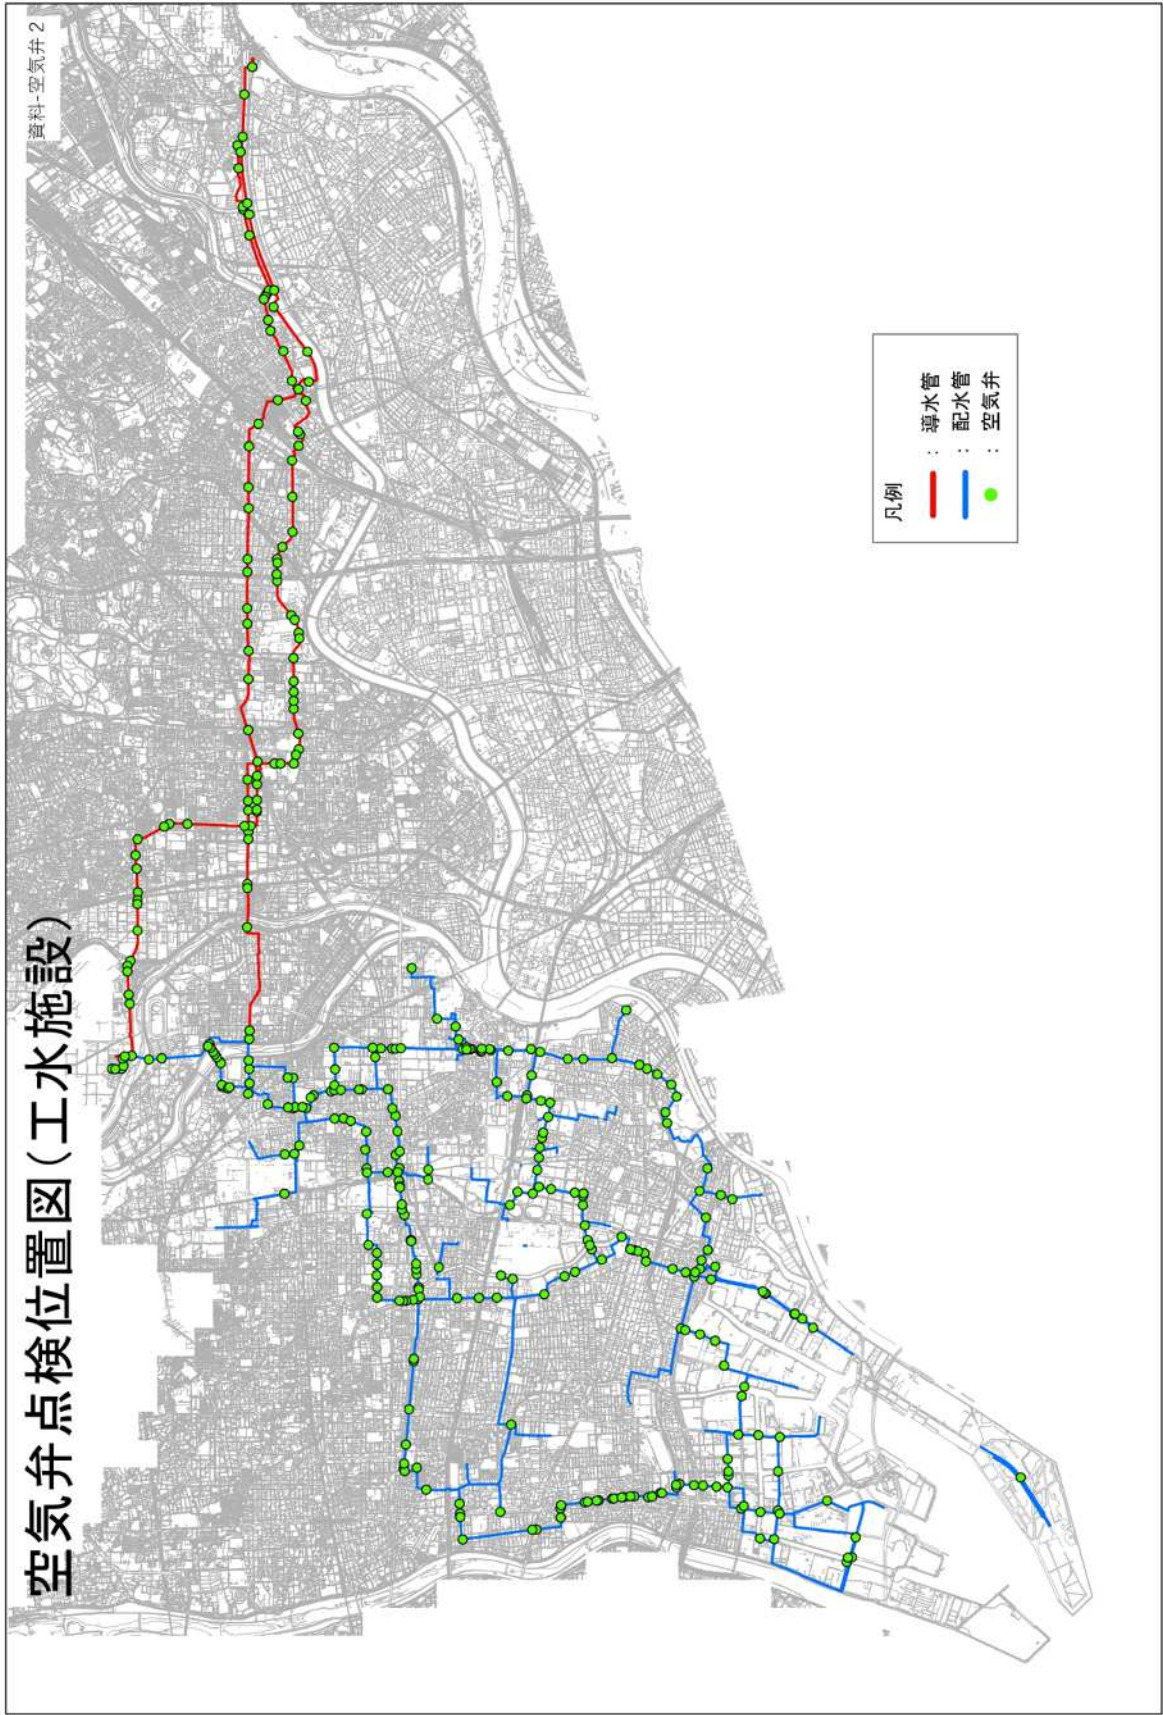 資料-空気弁2
空気弁点検位置図(工水施設)
凡例
: 導水管
: 配水管
: 空気弁